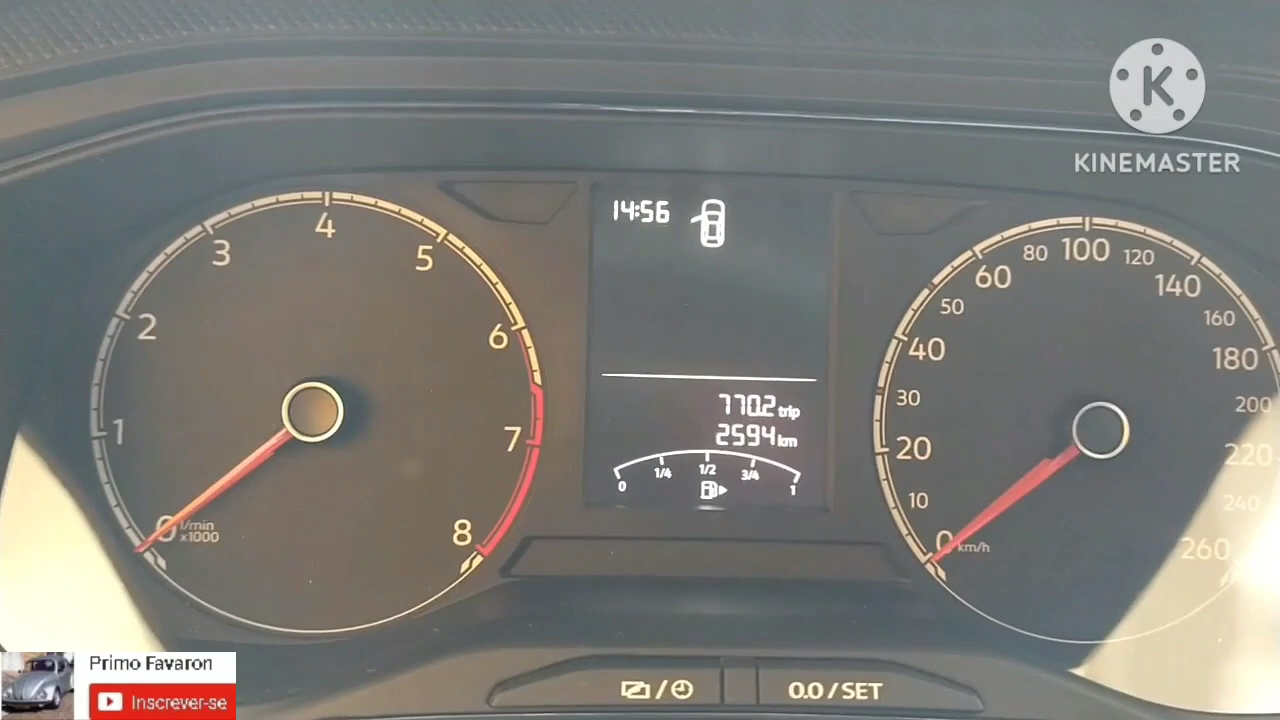 K
KINEMASTER
14:56
0 1 2 3 4 5 6 7 8
l/min
x1000
770.2 trip
2594 km
0 1/4 1/2 3/4 1
0 10 20 30 40 50 60 80 100 120 140 160 180 200 220 240 260
km/h
0.0 / SET
Primo Favaron
Inscrever-se